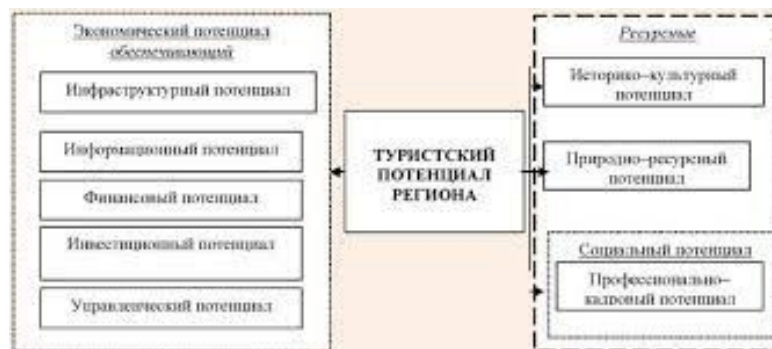 Экономический потенциал
обеспечивающий
Инфраструктурный потенциал
Информационный потенциал
Финансовый потенциал
Инвестиционный потенциал
Управленческий потенциал
ТУРИСТСКИЙ
ПОТЕНЦИАЛ
РЕГИОНА
Ресурсные
Историко–культурный
потенциал
Природно–ресурсный
потенциал
Социальный потенциал
Профессионально–
кадровый потенциал